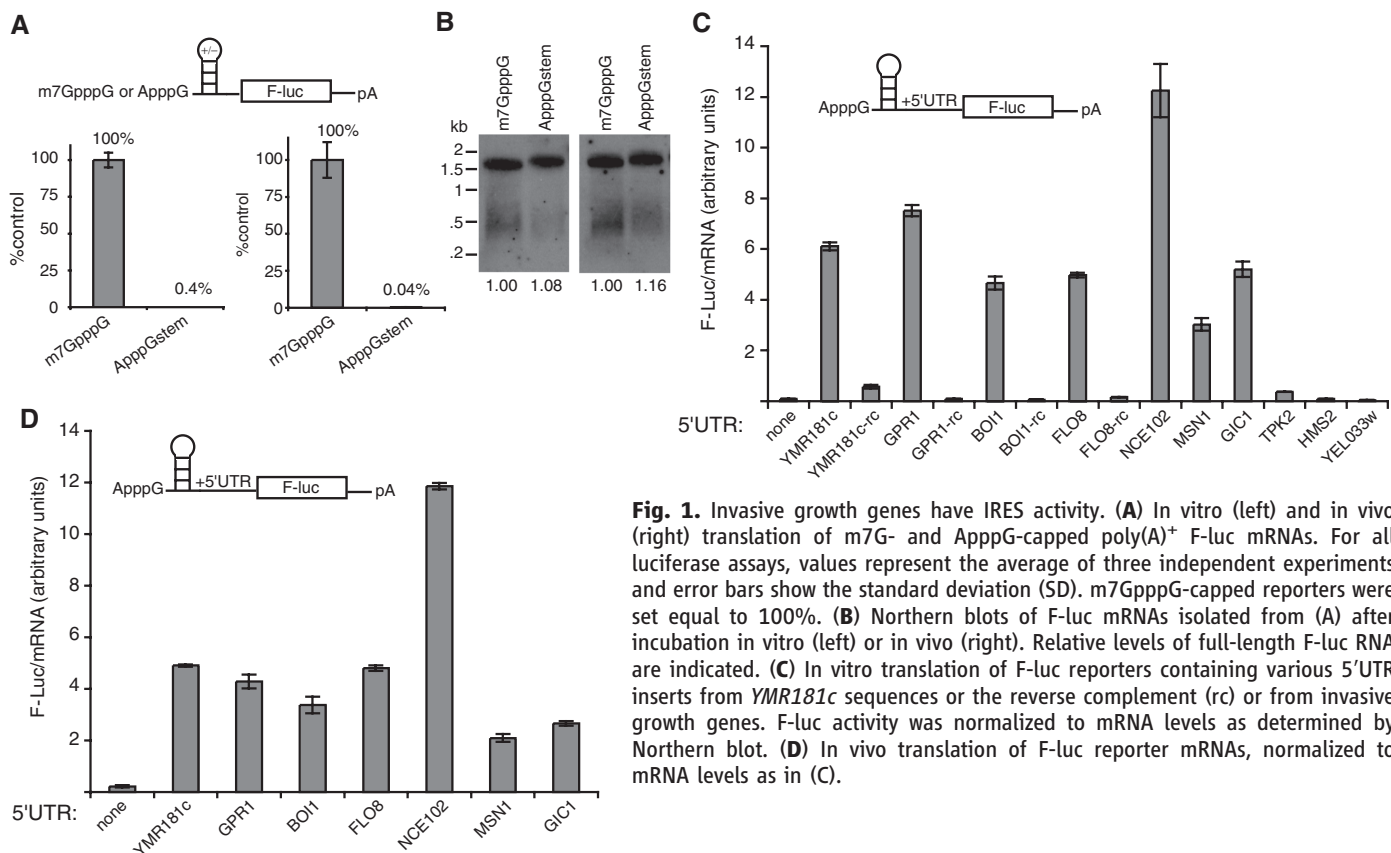 A
+/–
m7GpppG or ApppG
F-luc
pA
%control
100
75
50
25
0
100%
0.4%
m7GpppG
ApppGstem
%control
100
75
50
25
0
100%
0.04%
m7GpppG
ApppGstem
B
m7GpppG
ApppGstem
m7GpppG
ApppGstem
kb
2
1.5
1
.5
.2
1.00 1.08 1.00 1.16
C
F-Luc/mRNA (arbitrary units)
14
12
10
8
6
4
2
ApppG
+5'UTR
F-luc
pA
5'UTR:
none
YMR181c
YMR181c-rc
GPR1
GPR1-rc
BOI1
BOI1-rc
FLO8
FLO8-rc
NCE102
MSN1
GIC1
TPK2
HMS2
YEL033w
D
F-Luc/mRNA (arbitrary units)
14
12
10
8
6
4
2
ApppG
+5'UTR
F-luc
pA
5'UTR:
none
YMR181c
GPR1
BOI1
FLO8
NCE102
MSN1
GIC1
Fig. 1. Invasive growth genes have IRES activity. (A) In vitro (left) and in vivo
(right) translation of m7G- and ApppG-capped poly(A)+ F-luc mRNAs. For all
luciferase assays, values represent the average of three independent experiments
and error bars show the standard deviation (SD). m7GpppG-capped reporters were
set equal to 100%. (B) Northern blots of F-luc mRNAs isolated from (A) after
incubation in vitro (left) or in vivo (right). Relative levels of full-length F-luc RNA
are indicated. (C) In vitro translation of F-luc reporters containing various 5'UTR
inserts from YMR181c sequences or the reverse complement (rc) or from invasive
growth genes. F-luc activity was normalized to mRNA levels as determined by
Northern blot. (D) In vivo translation of F-luc reporter mRNAs, normalized to
mRNA levels as in (C).